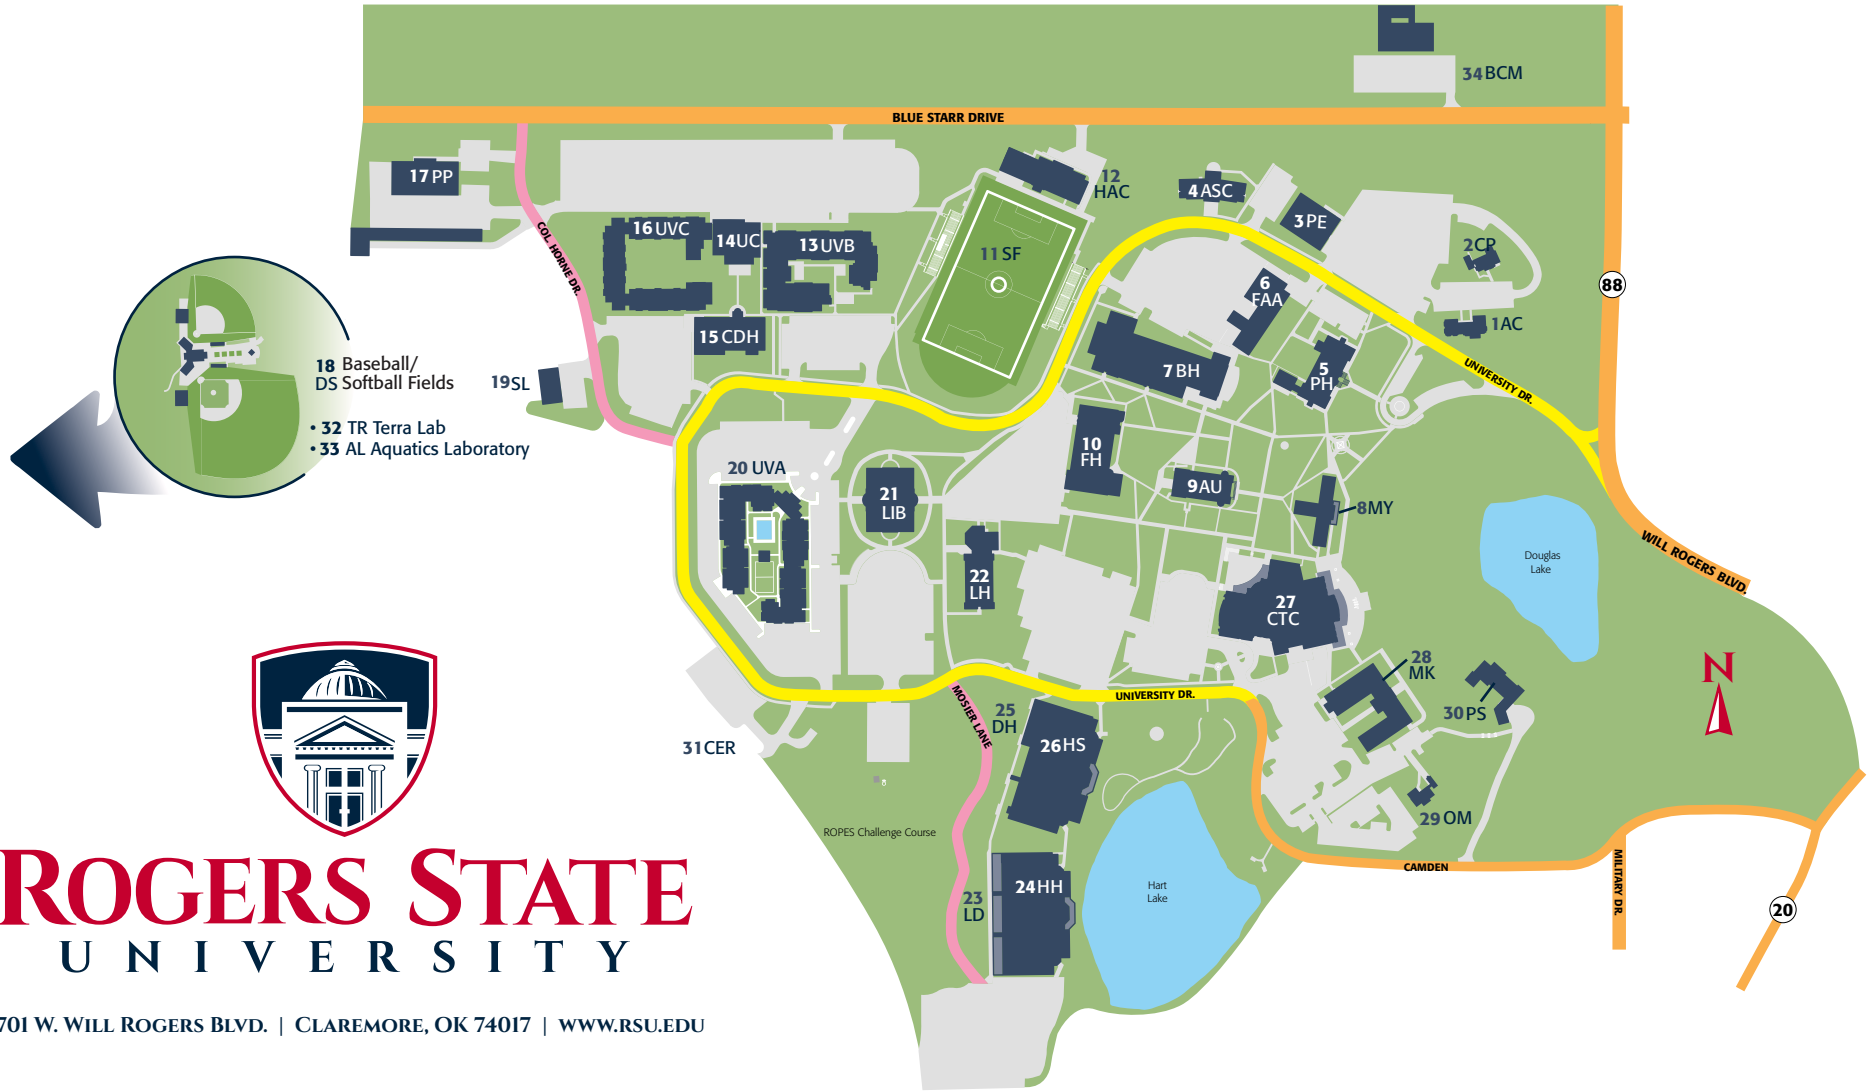 34 BCM
BLUE STARR DRIVE
17 PP
12
HAC
4 ASC
3 PE
16 UVC
14 UC
13 UVB
11 SF
2 CP
COL. HORNE DR.
6
FAA
88
15 CDH
1 AC
7 BH
5
PH
UNIVERSITY DR.
18 Baseball/
DS Softball Fields
19 SL
• 32 TR Terra Lab
• 33 AL Aquatics Laboratory
10
FH
20 UVA
21
LIB
9 AU
8 MY
WILL ROGERS BLVD.
Douglas
Lake
22
LH
27
CTC
28
MK
N
30 PS
UNIVERSITY DR.
MOSIER LANE
25
DH
26 HS
31 CER
29 OM
ROPES Challenge Course
CAMDEN
MILITARY DR.
24 HH
23
LD
Hart
Lake
20
ROGERS STATE
UNIVERSITY
701 W. WILL ROGERS BLVD. | CLAREMORE, OK 74017 | WWW.RSU.EDU